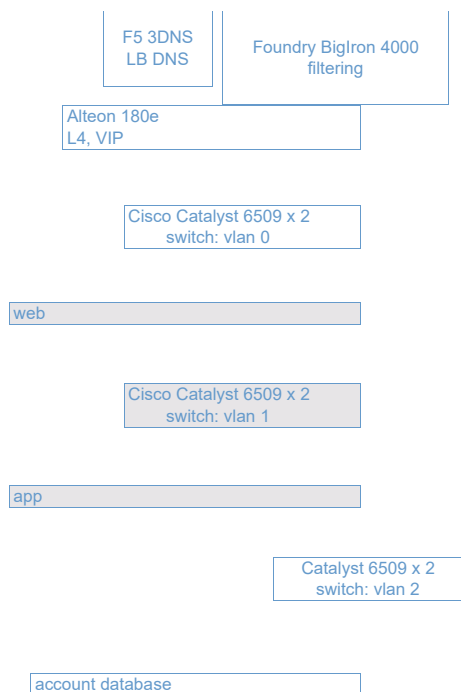 F5 3DNS
LB DNS
Foundry BigIron 4000
filtering
Alteon 180e
L4, VIP
Cisco Catalyst 6509 x 2
switch: vlan 0
web
Cisco Catalyst 6509 x 2
switch: vlan 1
app
Catalyst 6509 x 2
switch: vlan 2
account database